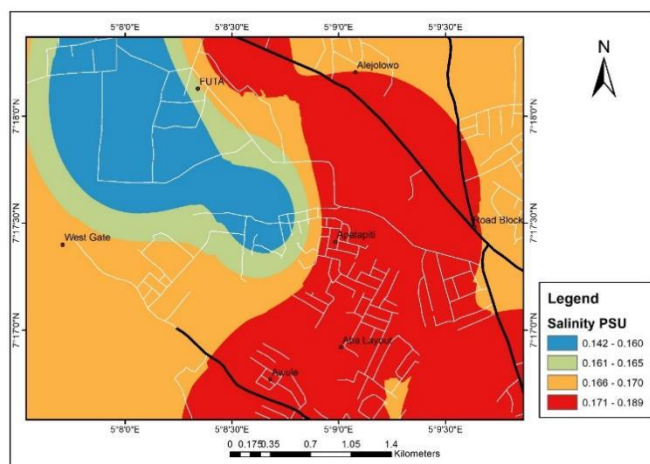 5°8'0"E 5°8'30"E 5°9'0"E 5°9'30"E
N
Alejolowo
FUTA
7°18'0"N 7°18'0"N
7°17'30"N 7°17'30"N
Road Block
West Gate
Apatapiti
Legend
Salinity PSU
7°17'0"N 7°17'0"N
0.142 - 0.160
0.161 - 0.165
Aba Layout
0.166 - 0.170
Awule
0.171 - 0.189
5°8'0"E 5°8'30"E 5°9'0"E 5°9'30"E
0 0.175 0.35 0.7 1.05 1.4
Kilometers